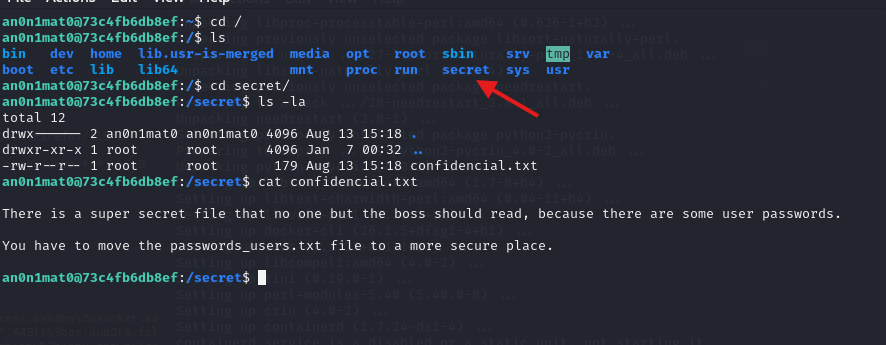 an0n1mat0@73c4fb6db8ef:~$ cd /
an0n1mat0@73c4fb6db8ef:/$ ls
bin dev home lib.usr-is-merged media opt root sbin srv tmp var
boot etc lib lib64 mnt proc run secret sys usr
an0n1mat0@73c4fb6db8ef:/$ cd secret/
an0n1mat0@73c4fb6db8ef:/secret$ ls -la
total 12
drwx------ 2 an0n1mat0 an0n1mat0 4096 Aug 13 15:18 .
drwxr-xr-x 1 root root 4096 Jan 7 00:32 ..
-rw-r--r-- 1 root root 179 Aug 13 15:18 confidencial.txt
an0n1mat0@73c4fb6db8ef:/secret$ cat confidencial.txt
There is a super secret file that no one but the boss should read, because there are some user passwords.
You have to move the passwords_users.txt file to a more secure place.
an0n1mat0@73c4fb6db8ef:/secret$